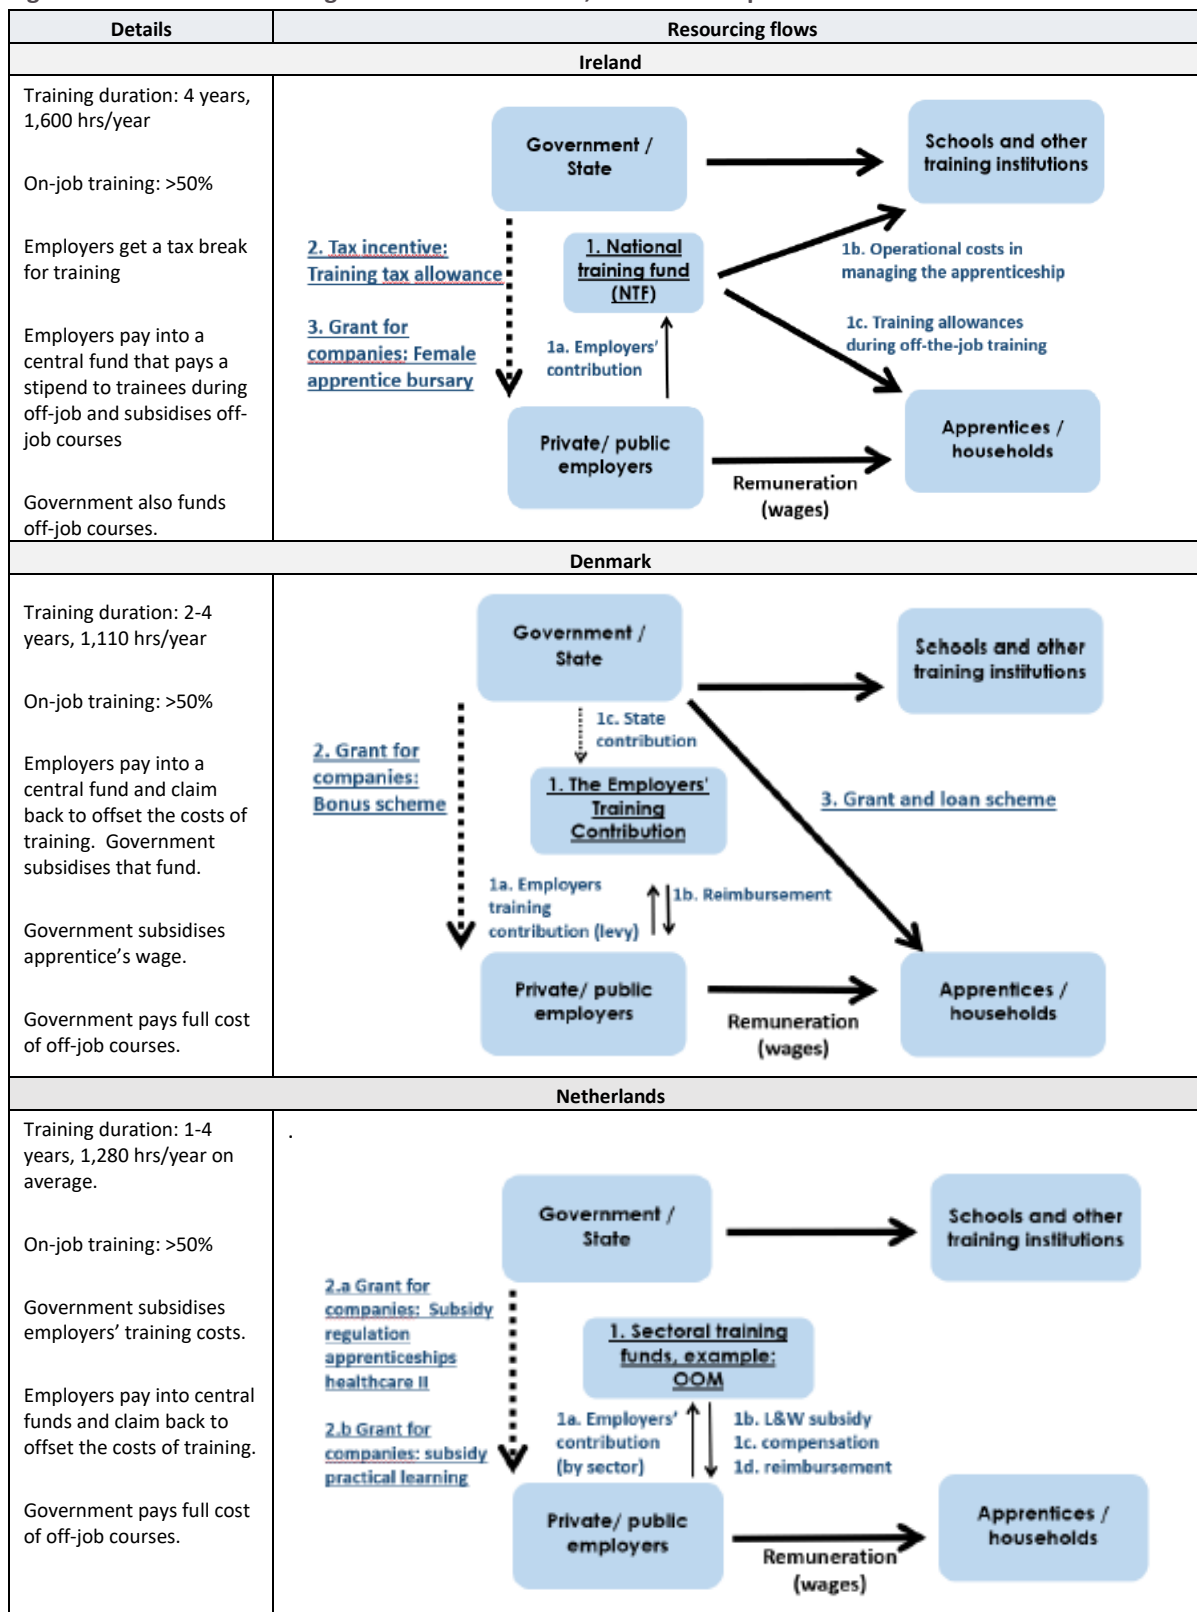 Details
Resourcing flows
Ireland
Training duration: 4 years,
1,600 hrs/year
On-job training: >50%
Employers get a tax break
for training
Employers pay into a
central fund that pays a
stipend to trainees during
off-job and subsidises off-
job courses
Government also funds
off-job courses.
Government /
State
Schools and other
training institutions
2. Tax incentive:
Training tax allowance
3. Grant for
companies: Female
apprentice bursary
1. National
training fund
(NTF)
1a. Employers'
contribution
1b. Operational costs in
managing the apprenticeship
1c. Training allowances
during off-the-job training
Private/ public
employers
Remuneration
(wages)
Apprentices /
households
Denmark
Training duration: 2-4
years, 1,110 hrs/year
On-job training: >50%
Employers pay into a
central fund and claim
back to offset the costs of
training.  Government
subsidises that fund.
Government subsidises
apprentice’s wage.
Government pays full cost
of off-job courses.
Government /
State
Schools and other
training institutions
1c. State
contribution
2. Grant for
companies:
Bonus scheme
1. The Employers'
Training
Contribution
3. Grant and loan scheme
1a. Employers
training
contribution (levy)
1b. Reimbursement
Private/ public
employers
Remuneration
(wages)
Apprentices /
households
Netherlands
Training duration: 1-4
years, 1,280 hrs/year on
average.
On-job training: >50%
Government subsidises
employers’ training costs.
Employers pay into central
funds and claim back to
offset the costs of training.
Government pays full cost
of off-job courses.
.
Government /
State
Schools and other
training institutions
2.a Grant for
companies:  Subsidy
regulation
apprenticeships
healthcare II
2.b Grant for
companies: subsidy
practical learning
1. Sectoral training
funds, example:
OOM
1a. Employers'
contribution
(by sector)
1b. L&W subsidy
1c. compensation
1d. reimbursement
Private/ public
employers
Remuneration
(wages)
Apprentices /
households